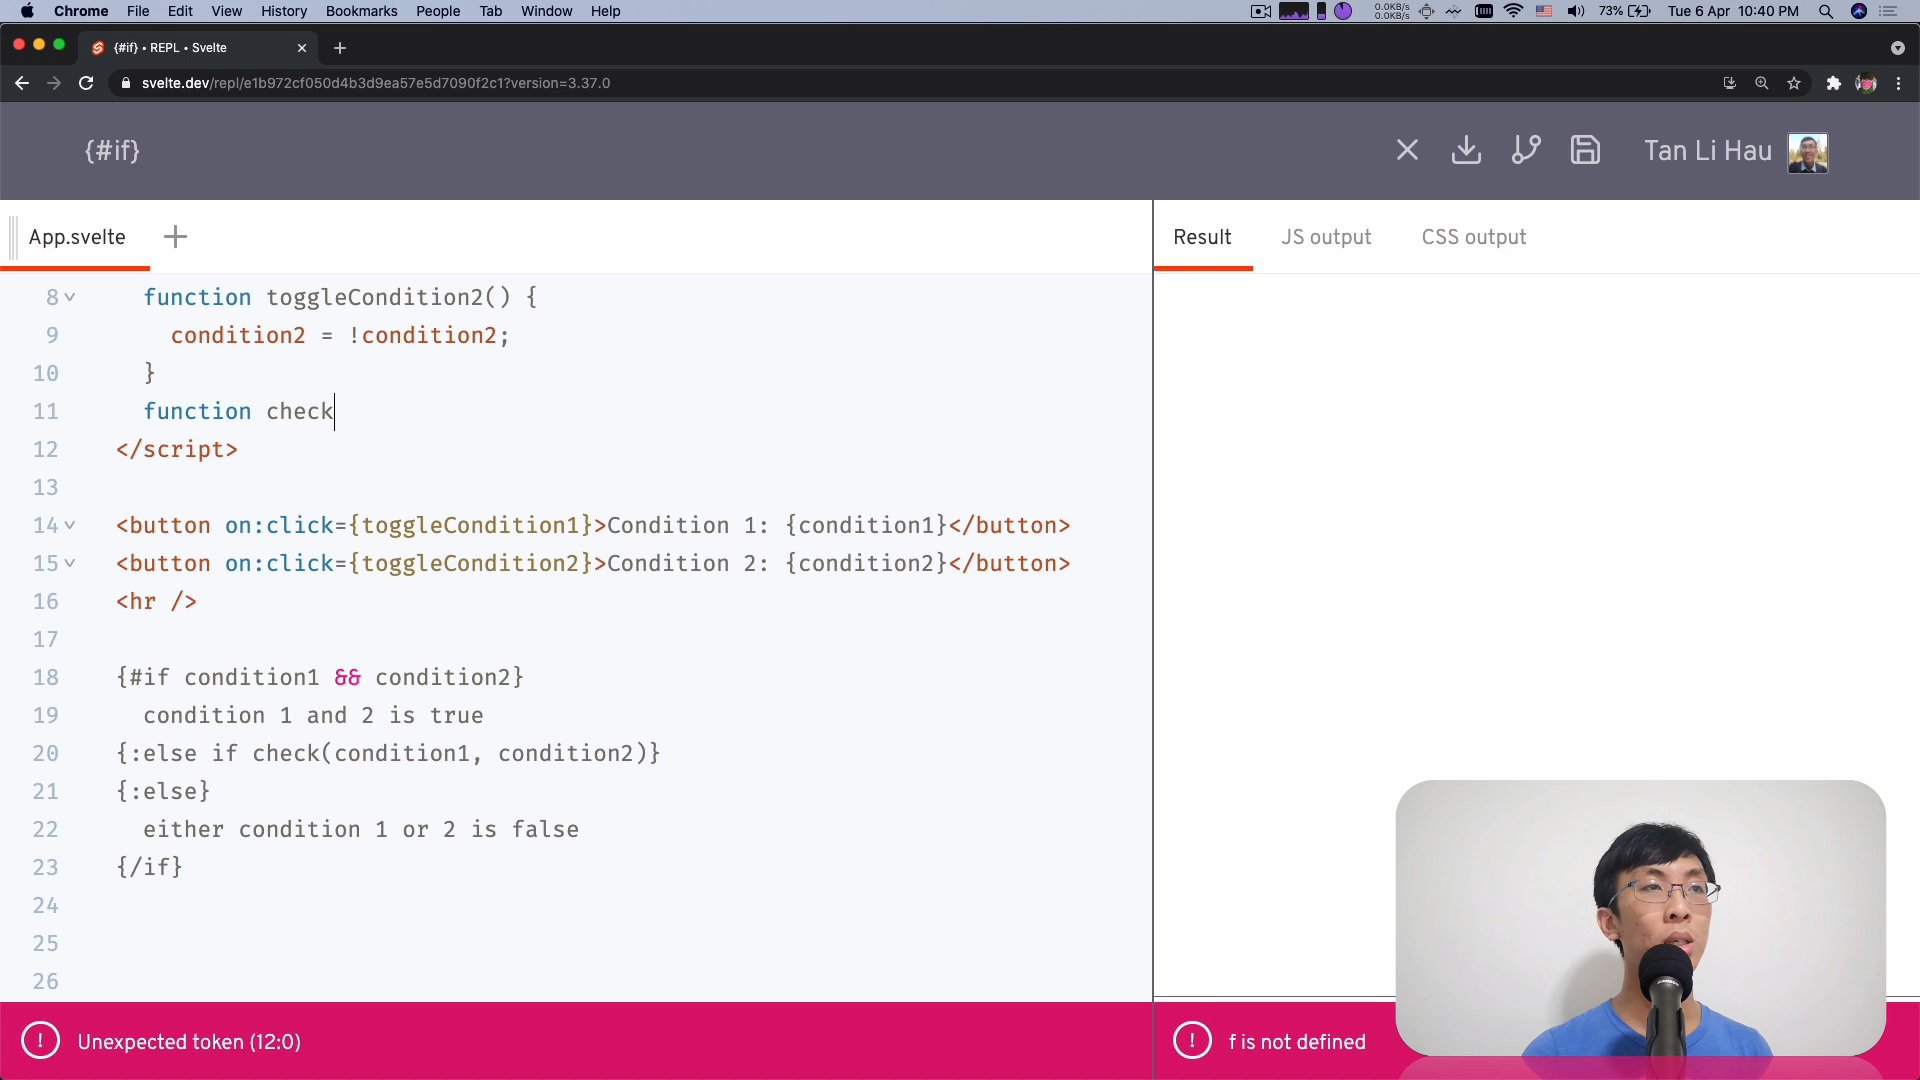 Chrome File Edit View History Bookmarks People Tab Window Help
0.0KB/s
0.0KB/s
73%
Tue 6 Apr 10:40 PM
{#if} • REPL • Svelte
svelte.dev/repl/e1b972cf050d4b3d9ea57e5d7090f2c1?version=3.37.0
{#if}
Tan Li Hau
App.svelte
Result JS output CSS output
8 function toggleCondition2() {
9 condition2 = !condition2;
10 }
11 function check
12 </script>
13
14 <button on:click={toggleCondition1}>Condition 1: {condition1}</button>
15 <button on:click={toggleCondition2}>Condition 2: {condition2}</button>
16 <hr />
17
18 {#if condition1 && condition2}
19 condition 1 and 2 is true
20 {:else if check(condition1, condition2)}
21 {:else}
22 either condition 1 or 2 is false
23 {/if}
24
25
26
! Unexpected token (12:0)
! f is not defined